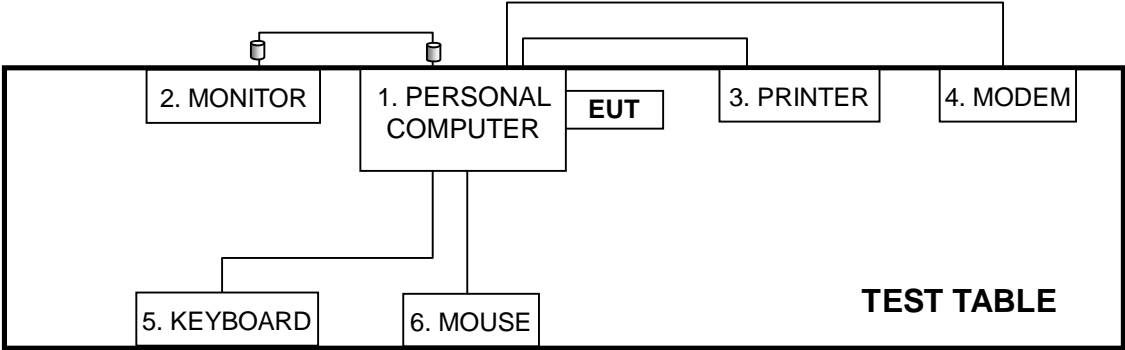 2. MONITOR
1. PERSONAL
COMPUTER
EUT
3. PRINTER
4. MODEM
5. KEYBOARD
6. MOUSE
TEST TABLE